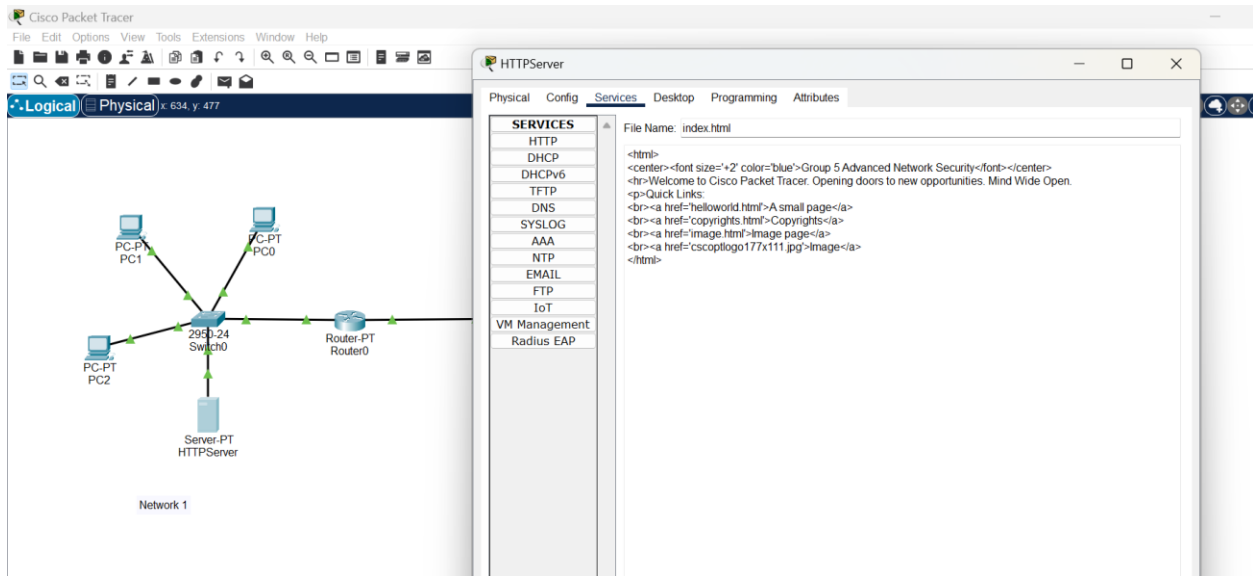 Cisco Packet Tracer
File Edit Options View Tools Extensions Window Help
Logical Physical x: 634, y: 477
PC-PT
PC1
PC-PT
PC0
2950-24
Switch0
Router-PT
Router0
PC-PT
PC2
Server-PT
HTTPServer
Network 1
HTTPServer
Physical Config Services Desktop Programming Attributes
SERVICES
HTTP
DHCP
DHCPv6
TFTP
DNS
SYSLOG
AAA
NTP
EMAIL
FTP
IoT
VM Management
Radius EAP
File Name: index.html
<html>
<center><font size='+2' color='blue'>Group 5 Advanced Network Security</font></center>
<hr>Welcome to Cisco Packet Tracer. Opening doors to new opportunities. Mind Wide Open.
<p>Quick Links:
<br><a href='helloworld.html'>A small page</a>
<br><a href='copyrights.html'>Copyrights</a>
<br><a href='image.html'>Image page</a>
<br><a href='cscoptlogo177x111.jpg'>Image</a>
</html>